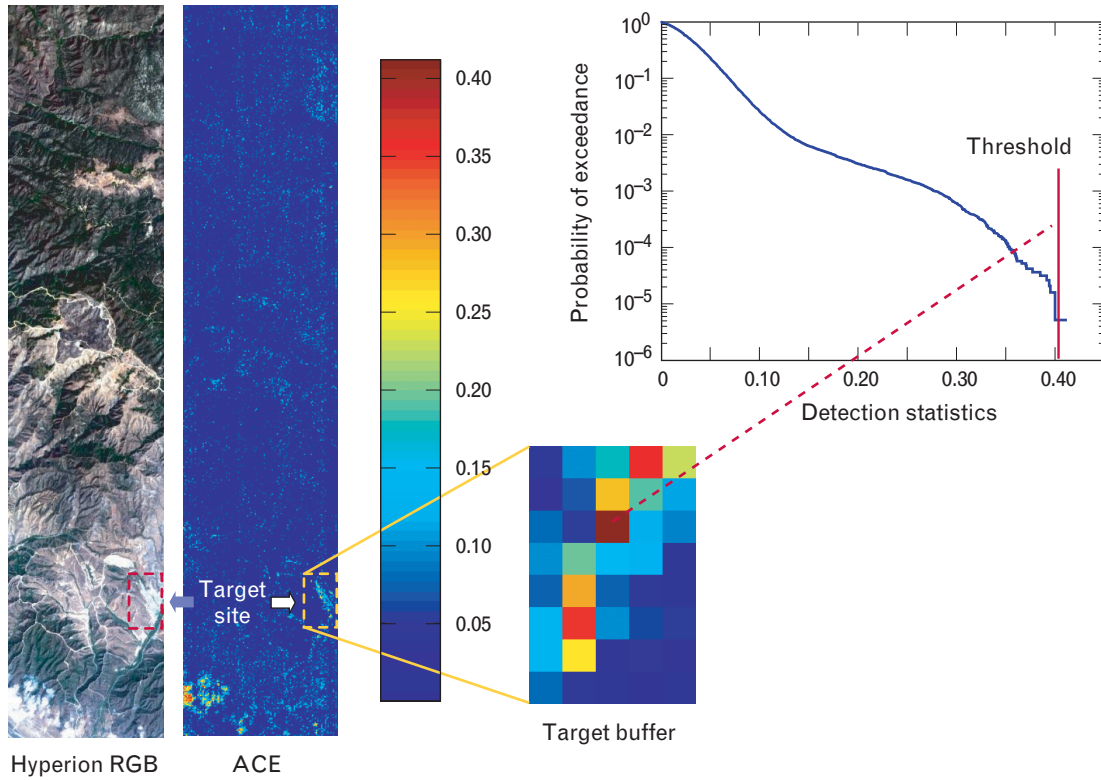 Hyperion RGB
ACE
Target
site
0.40
0.35
0.30
0.25
0.20
0.15
0.10
0.05
Target buffer
Probability of exceedance
10^0
10^-1
10^-2
10^-3
10^-4
10^-5
10^-6
Threshold
0
0.10
0.20
0.30
0.40
Detection statistics